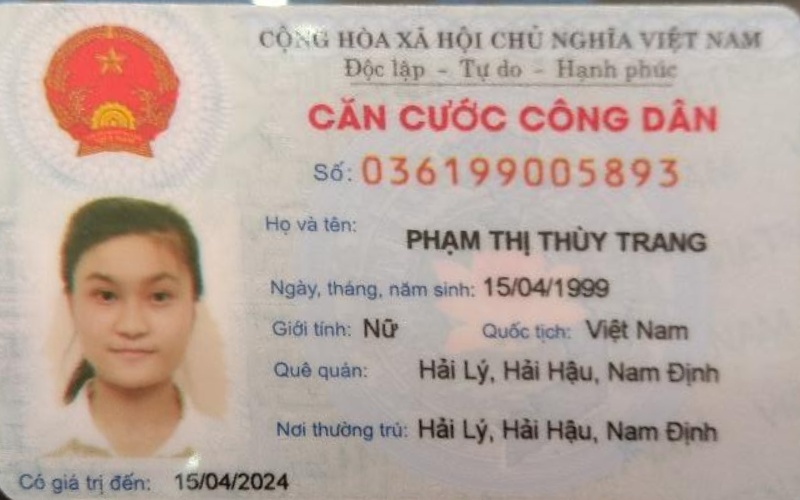 CỘNG HÒA XÃ HỘI CHỦ NGHĨA VIỆT NAM
Độc lập - Tự do - Hạnh phúc
CĂN CƯỚC CÔNG DÂN
Số: 036199005893
Họ và tên: PHẠM THỊ THÙY TRANG
Ngày, tháng, năm sinh: 15/04/1999
Giới tính: Nữ Quốc tịch: Việt Nam
Quê quán: Hải Lý, Hải Hậu, Nam Định
Nơi thường trú: Hải Lý, Hải Hậu, Nam Định
Có giá trị đến: 15/04/2024